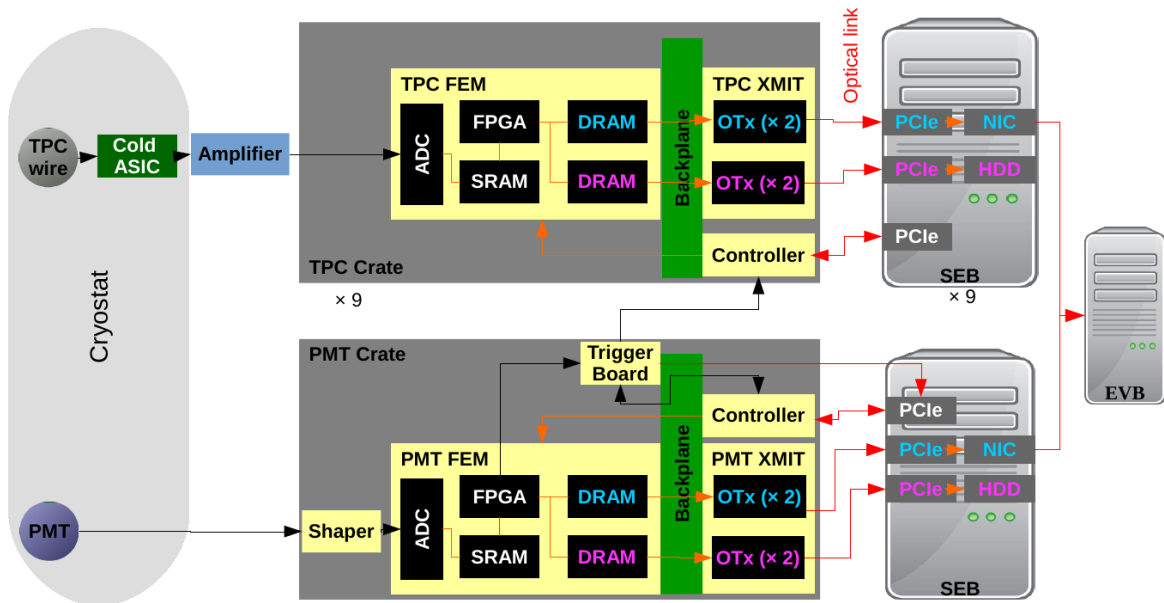 Optical link
TPC FEM
TPC XMIT
FPGA
DRAM
OTx (× 2)
PCIe
NIC
TPC
wire
Cold
ASIC
Amplifier
ADC
SRAM
DRAM
Backplane
OTx (× 2)
PCIe
HDD
PCIe
Controller
TPC Crate
SEB
× 9
× 9
Cryostat
PMT Crate
Trigger
Board
EVB
PCIe
Controller
PMT FEM
PMT XMIT
PCIe
NIC
FPGA
DRAM
Backplane
OTx (× 2)
PCIe
HDD
PMT
Shaper
ADC
SRAM
DRAM
OTx (× 2)
SEB